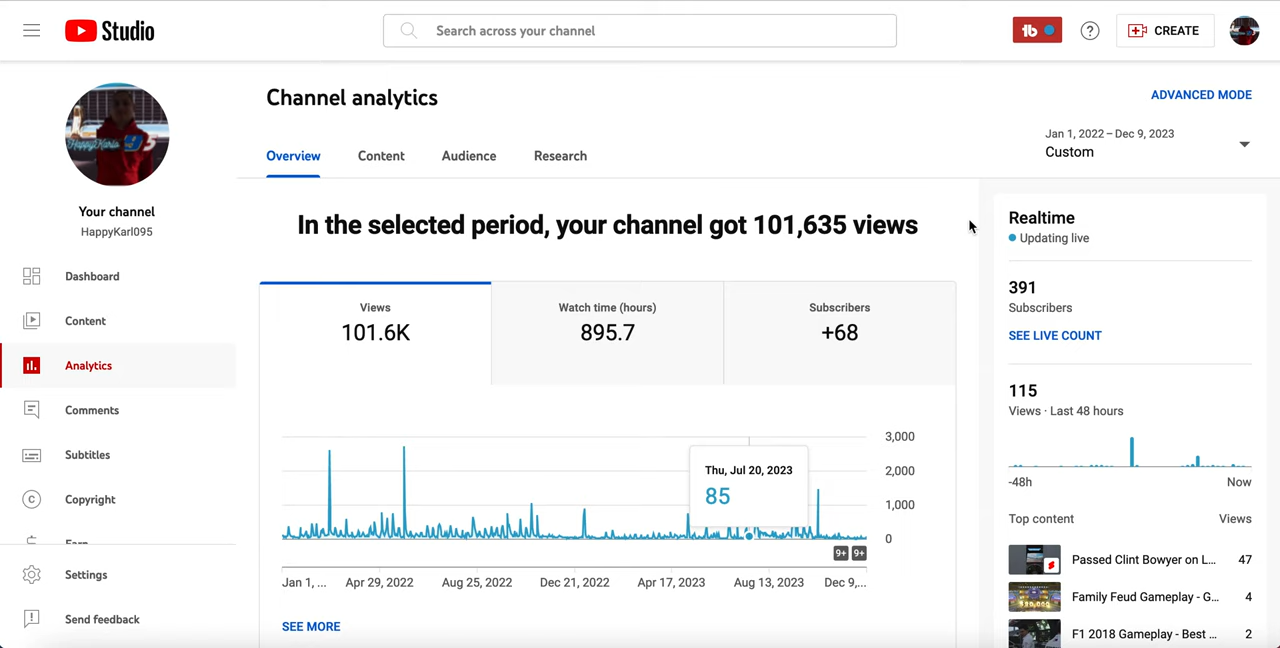 Studio
Search across your channel
CREATE
HappyKarl
Your channel
HappyKarl095
Dashboard
Content
Analytics
Comments
Subtitles
Copyright
Earn
Settings
Send feedback
Channel analytics
ADVANCED MODE
Jan 1, 2022 – Dec 9, 2023
Custom
Overview
Content
Audience
Research
In the selected period, your channel got 101,635 views
Views
101.6K
Watch time (hours)
895.7
Subscribers
+68
3,000
2,000
1,000
0
Thu, Jul 20, 2023
85
9+ 9+
Jan 1, ... Apr 29, 2022 Aug 25, 2022 Dec 21, 2022 Apr 17, 2023 Aug 13, 2023 Dec 9,...
SEE MORE
Realtime
Updating live
391
Subscribers
SEE LIVE COUNT
115
Views · Last 48 hours
-48h Now
Top content Views
Passed Clint Bowyer on L... 47
Family Feud Gameplay - G... 4
F1 2018 Gameplay - Best ... 2